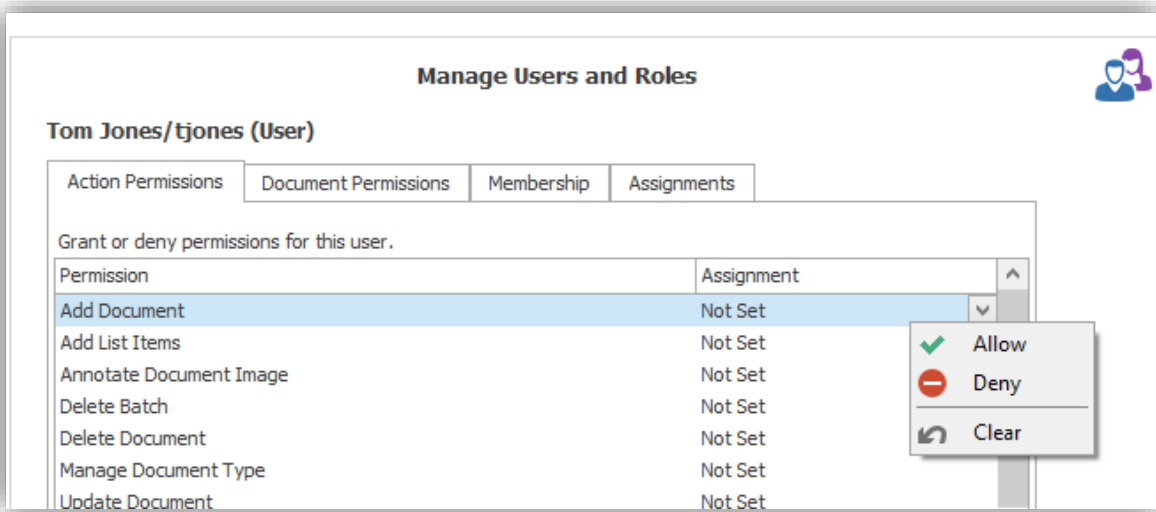 Manage Users and Roles
Tom Jones/tjones (User)
Action Permissions Document Permissions Membership Assignments
Grant or deny permissions for this user.
Permission Assignment
Add Document Not Set
Add List Items Not Set
Allow
Annotate Document Image Not Set
Deny
Delete Batch Not Set
Delete Document Not Set
Clear
Manage Document Type Not Set
Update Document Not Set